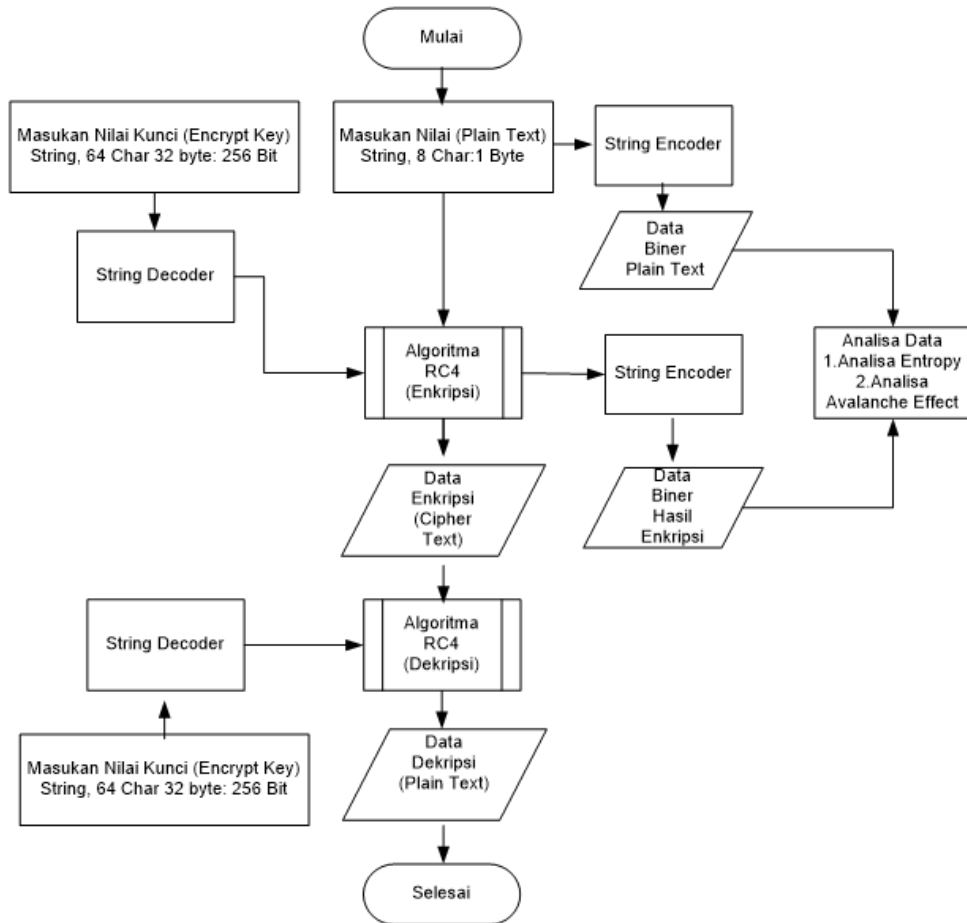 Mulai
Masukan Nilai Kunci (Encrypt Key)
String, 64 Char 32 byte: 256 Bit
Masukan Nilai (Plain Text)
String, 8 Char:1 Byte
String Encoder
Data
Biner
Plain Text
String Decoder
Algoritma
RC4
(Enkripsi)
String Encoder
Analisa Data
1.Analisa Entropy
2.Analisa
Avalanche Effect
Data
Enkripsi
(Cipher
Text)
Data
Biner
Hasil
Enkripsi
String Decoder
Algoritma
RC4
(Dekripsi)
Masukan Nilai Kunci (Encrypt Key)
String, 64 Char 32 byte: 256 Bit
Data
Dekripsi
(Plain Text)
Selesai